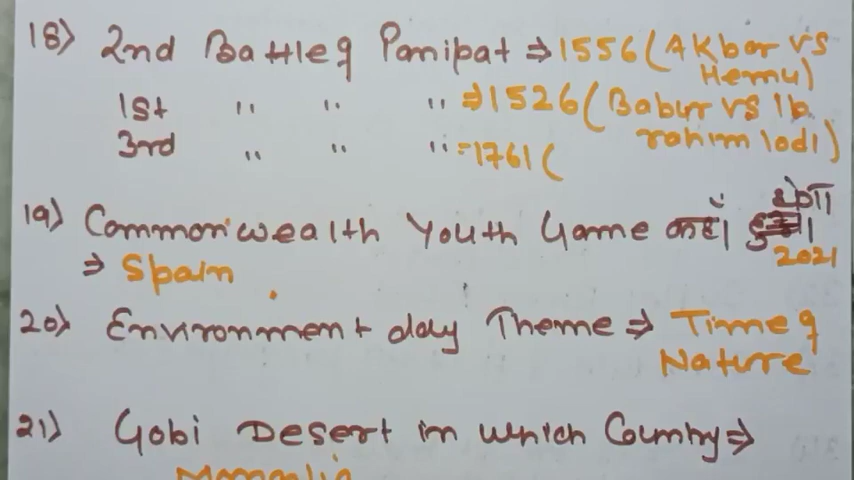 18) 2nd Battle of Panipat ⇒ 1556 (Akbar vs
Hemu)
1st " " " ⇒ 1526 (Babur vs Ib
rahim lodi)
3rd " " " = 1761 (
19) Commonwealth Youth Game कहाँ होगा
2021
⇒ Spain
20) Environment day Theme ⇒ Time of
Nature
21) Gobi Desert in which Country ⇒
Mongolia